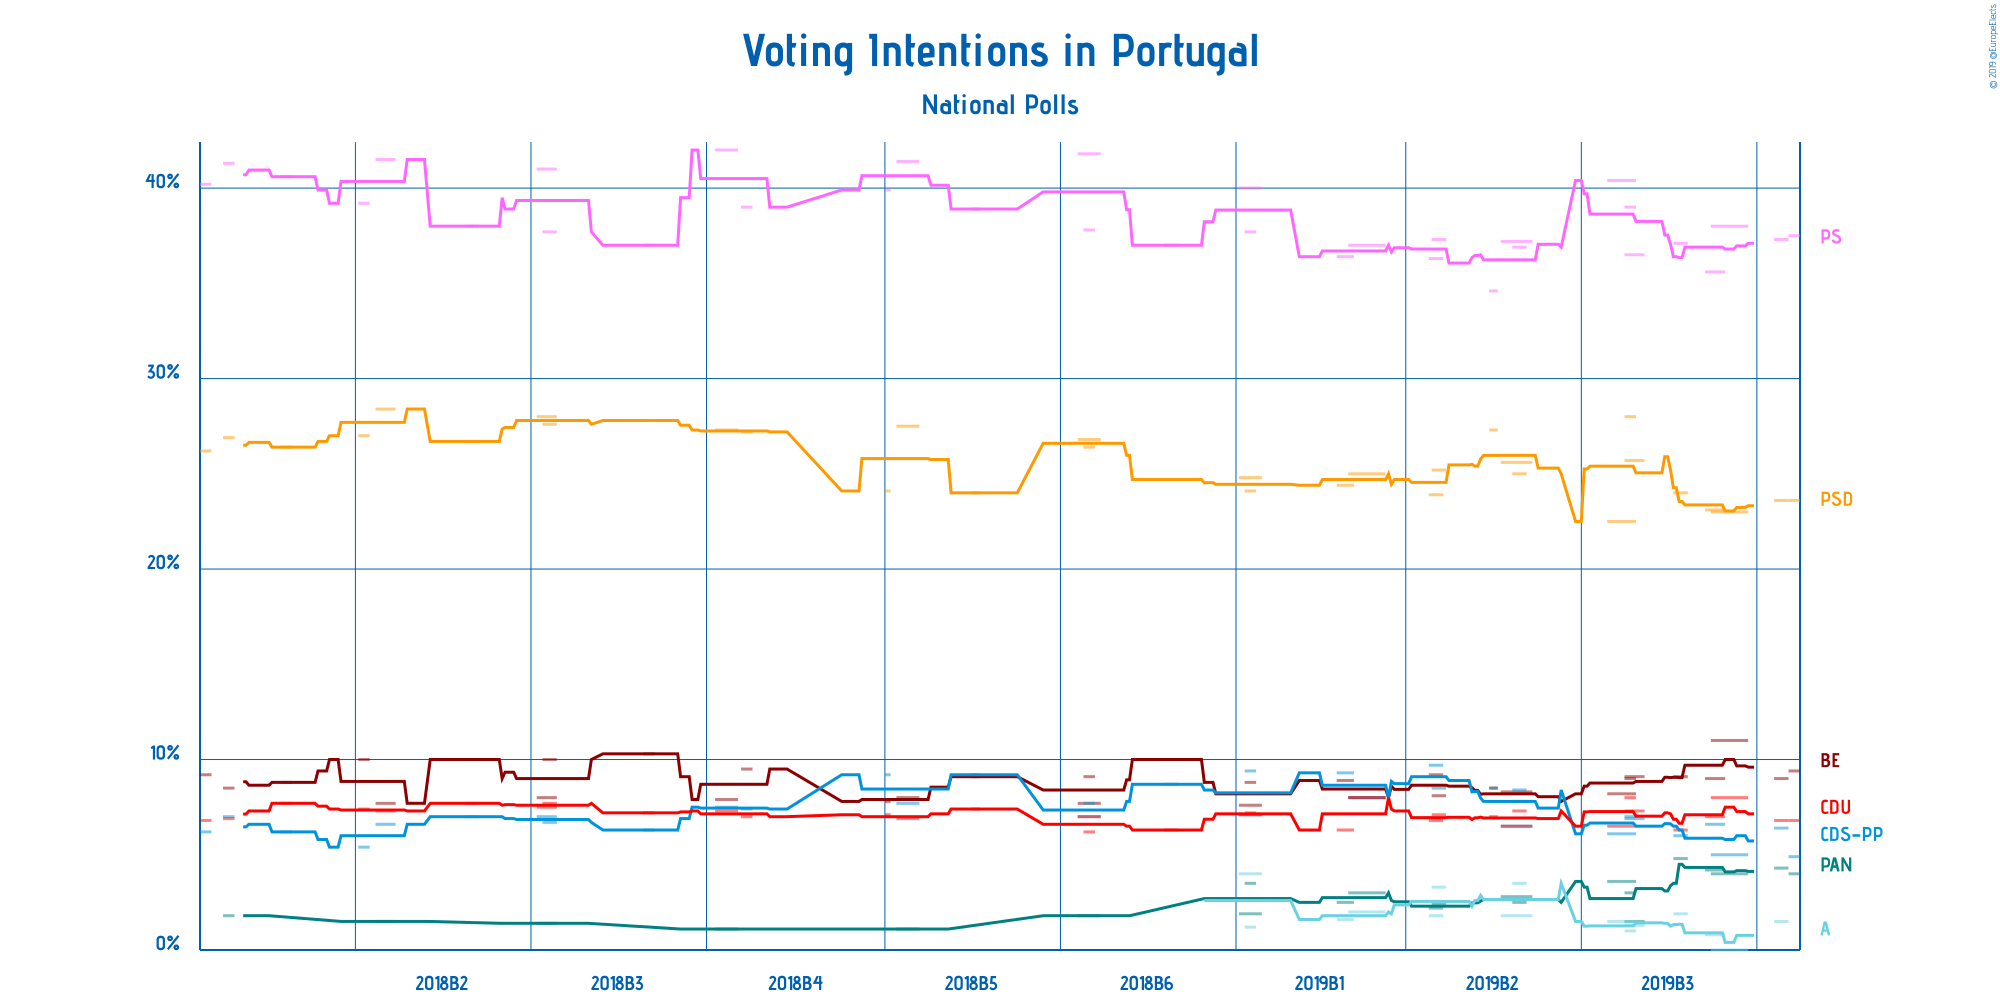 © 2019 @EuropeElects
Voting Intentions in Portugal
National Polls
40%
30%
20%
10%
0%
PS
PSD
BE
CDU
CDS-PP
PAN
A
2018B2 2018B3 2018B4 2018B5 2018B6 2019B1 2019B2 2019B3